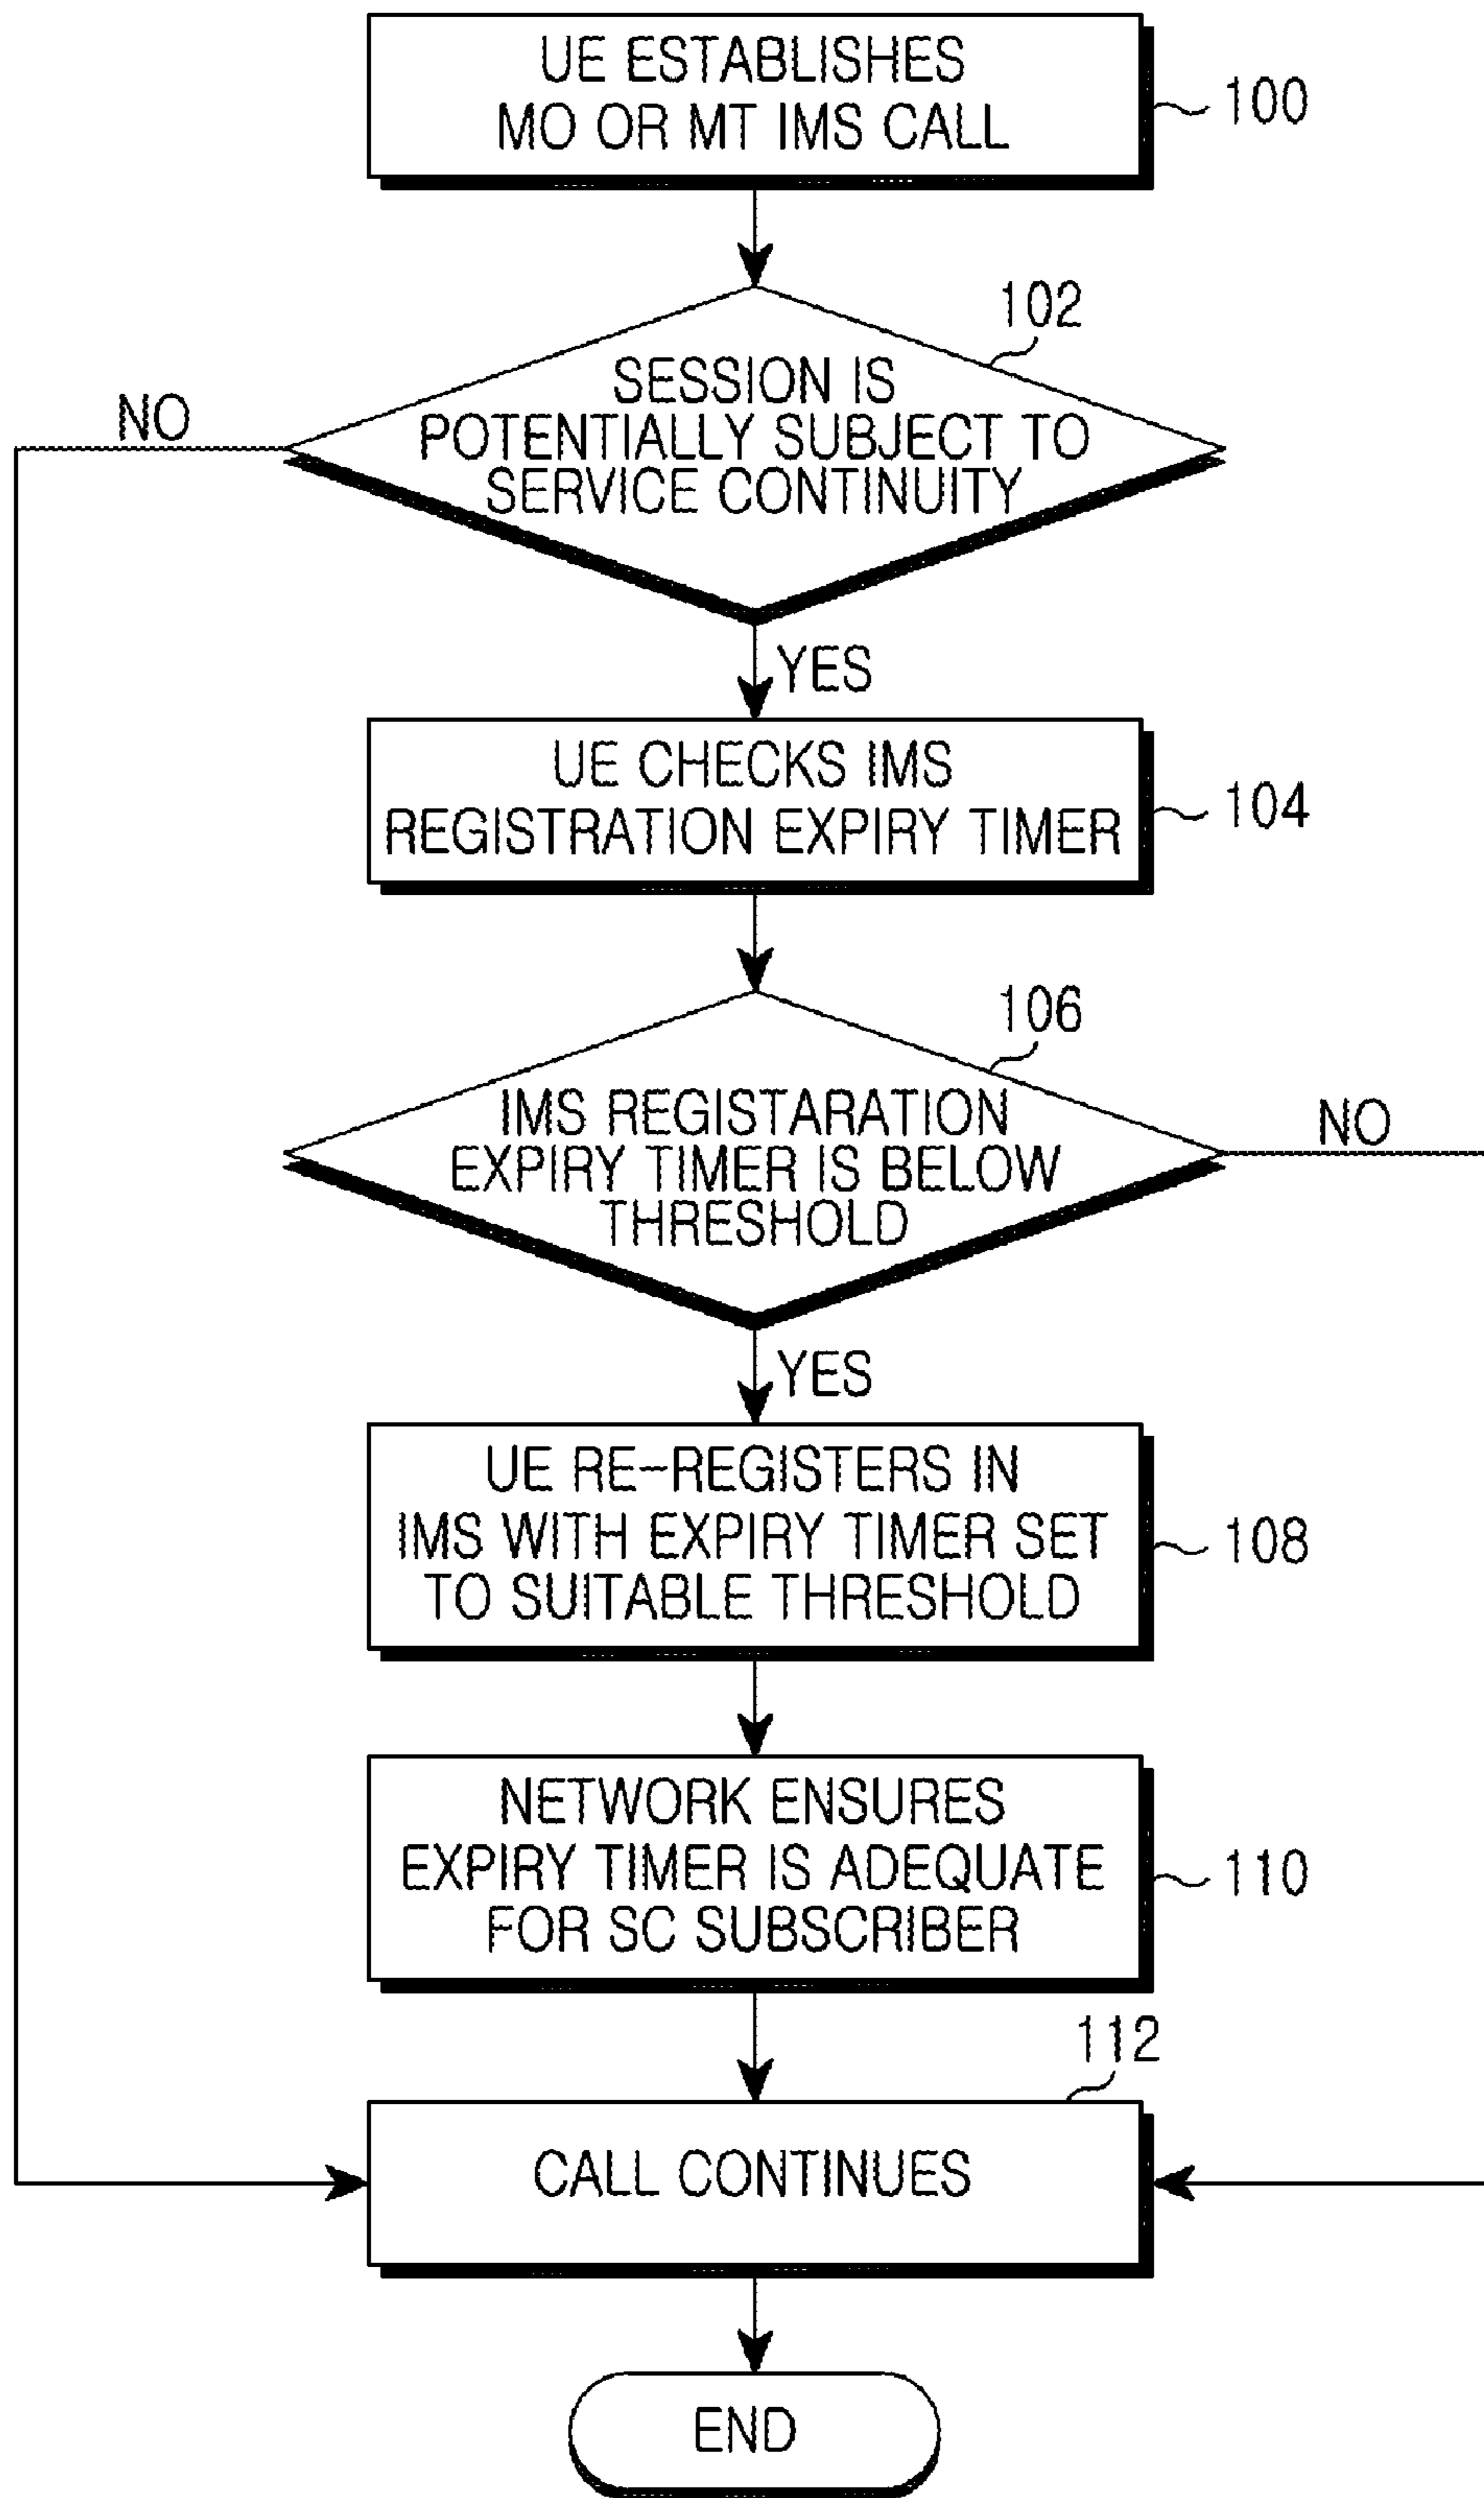 UE ESTABLISHES
MO OR MT IMS CALL
100
102
SESSION IS
POTENTIALLY SUBJECT TO
SERVICE CONTINUITY
NO
YES
UE CHECKS IMS
REGISTRATION EXPIRY TIMER
104
106
IMS REGISTARATION
EXPIRY TIMER IS BELOW
THRESHOLD
NO
YES
UE RE-REGISTERS IN
IMS WITH EXPIRY TIMER SET
TO SUITABLE THRESHOLD
108
NETWORK ENSURES
EXPIRY TIMER IS ADEQUATE
FOR SC SUBSCRIBER
110
112
CALL CONTINUES
END